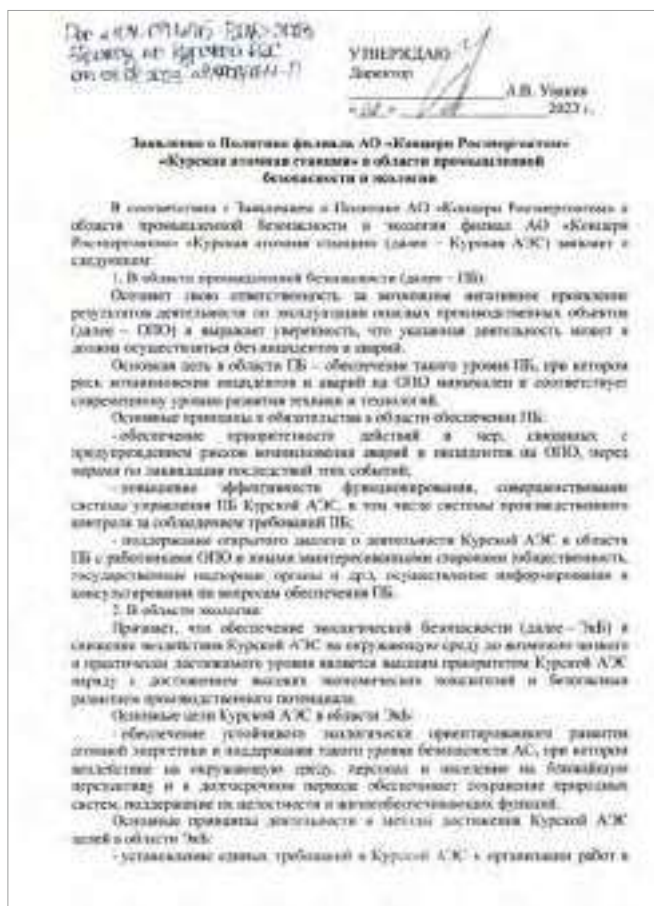 УТВЕРЖДАЮ
Директор
А.В. Увакин
2023 г.
Заявление о Политике филиала АО «Концерн Росэнергоатом»
«Курская атомная станция» в области промышленной
безопасности и экологии
В соответствии с Заявлением о Политике АО «Концерн Росэнергоатом» в
области промышленной безопасности и экологии филиал АО «Концерн
Росэнергоатом» «Курская атомная станция» (далее – Курская АЭС) заявляет о
следующем:
1. В области промышленной безопасности (далее – ПБ):
Осознает свою ответственность за возможное негативное проявление
результатов деятельности по эксплуатации опасных производственных объектов
(далее – ОПО) и выражает уверенность, что указанная деятельность может и
должна осуществляться без инцидентов и аварий.
Основная цель в области ПБ – обеспечение такого уровня ПБ, при котором
риск возникновения инцидентов и аварий на ОПО минимален и соответствует
современному уровню развития техники и технологий.
Основные принципы и обязательства в области обеспечения ПБ:
- обеспечение приоритетного действий и мер, связанных с
предупреждением рисков возникновения аварий и инцидентов на ОПО, перед
мерами по ликвидации последствий этих событий;
- повышение эффективности функционирования, совершенствование
системы управления ПБ Курской АЭС, в том числе системы производственного
контроля за соблюдением требований ПБ;
- поддержание открытого диалога о деятельности Курской АЭС в области
ПБ с работниками ОПО и иными заинтересованными сторонами (общественность,
государственные надзорные органы и др.), осуществление информирования и
консультирования по вопросам обеспечения ПБ.
2. В области экологии:
Признает, что обеспечение экологической безопасности (далее – ЭкБ) и
снижение воздействия Курской АЭС на окружающую среду до возможно низкого
и практически достижимого уровня является высшим приоритетом Курской АЭС
наряду с достижением высоких экономических показателей и безопасным
развитием производственного потенциала.
Основные цели Курской АЭС в области ЭкБ:
- обеспечение устойчивого экологически ориентированного развития
атомной энергетики и поддержание такого уровня безопасности АС, при котором
воздействие на окружающую среду, персонал и население на ближайшую
перспективу и в долгосрочном периоде обеспечивает сохранение природных
систем, поддержание их целостности и жизнеобеспечивающих функций.
Основные принципы деятельности и методы достижения Курской АЭС
целей в области ЭкБ:
- установление единых требований в Курской АЭС к организации работ в